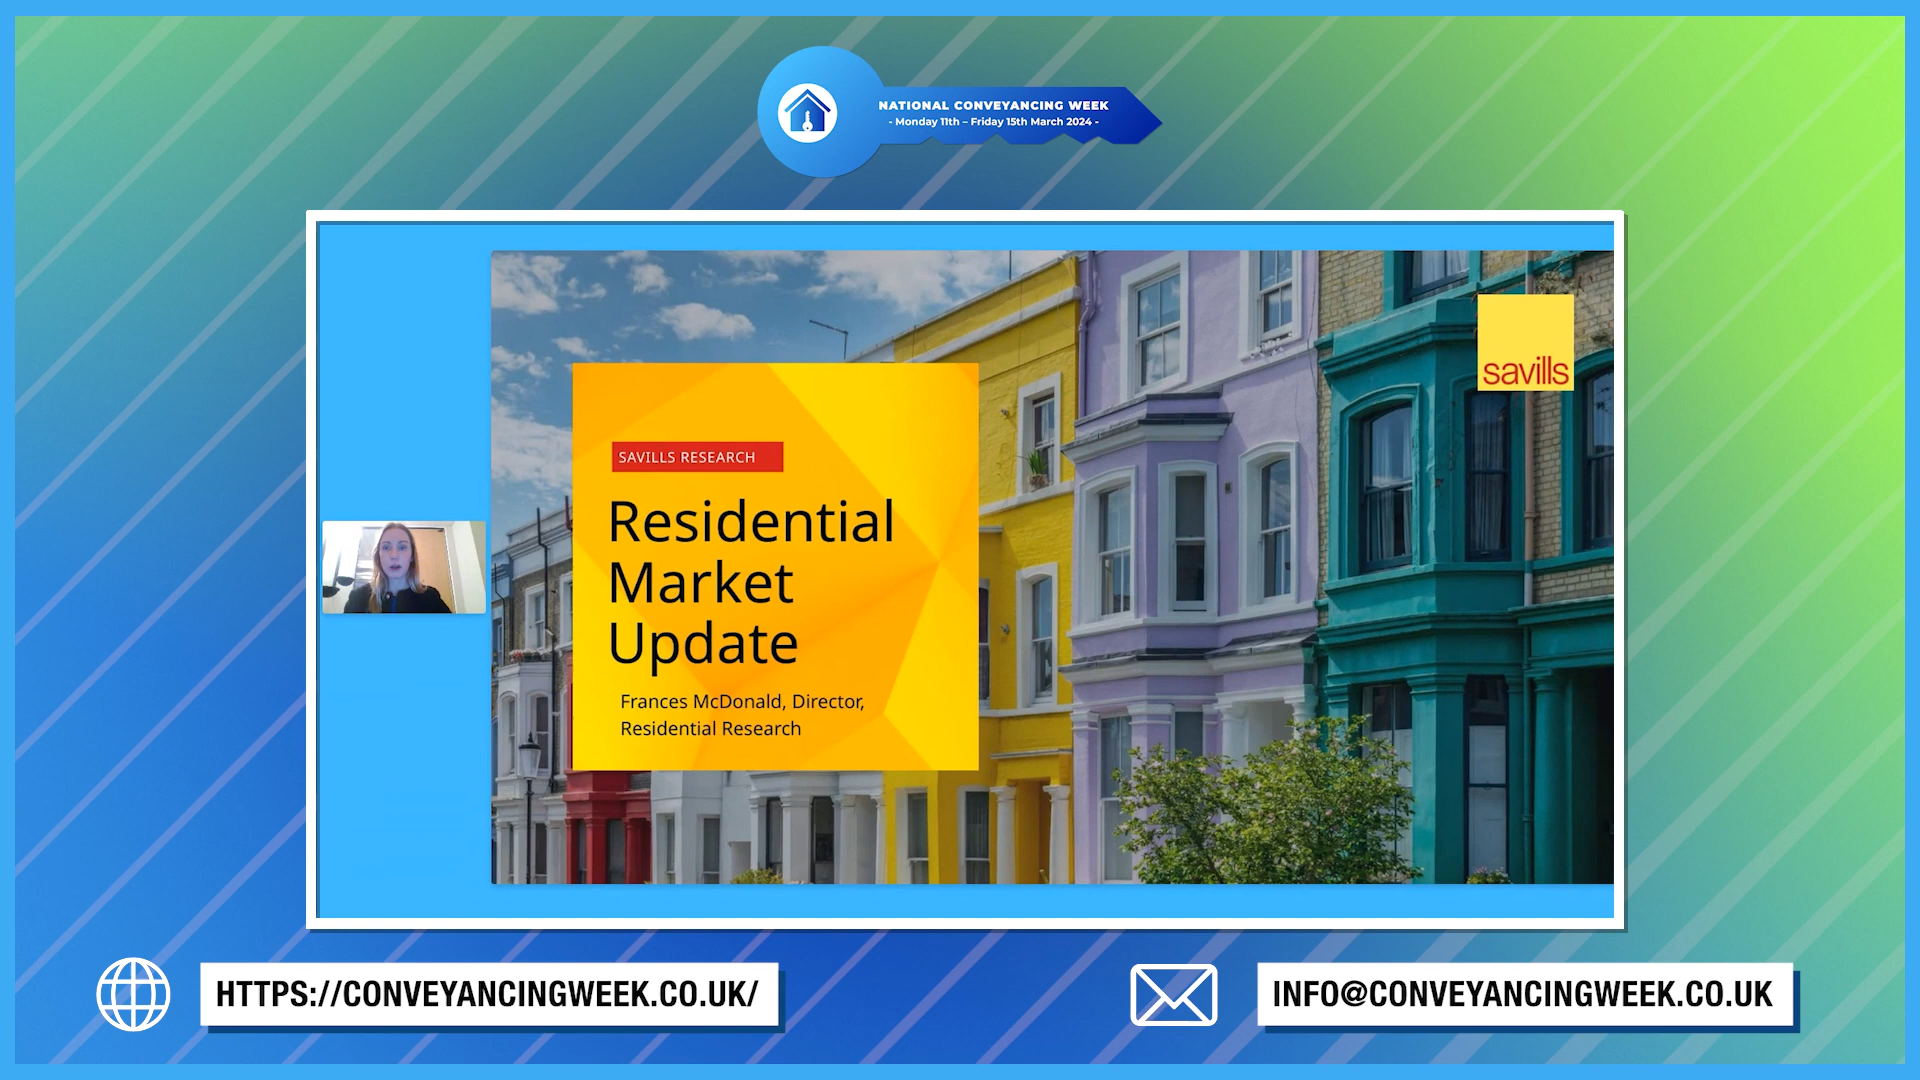 NATIONAL CONVEYANCING WEEK
- Monday 11th – Friday 15th March 2024 -
savills
SAVILLS RESEARCH
Residential
Market
Update
Frances McDonald, Director,
Residential Research
HTTPS://CONVEYANCINGWEEK.CO.UK/
INFO@CONVEYANCINGWEEK.CO.UK